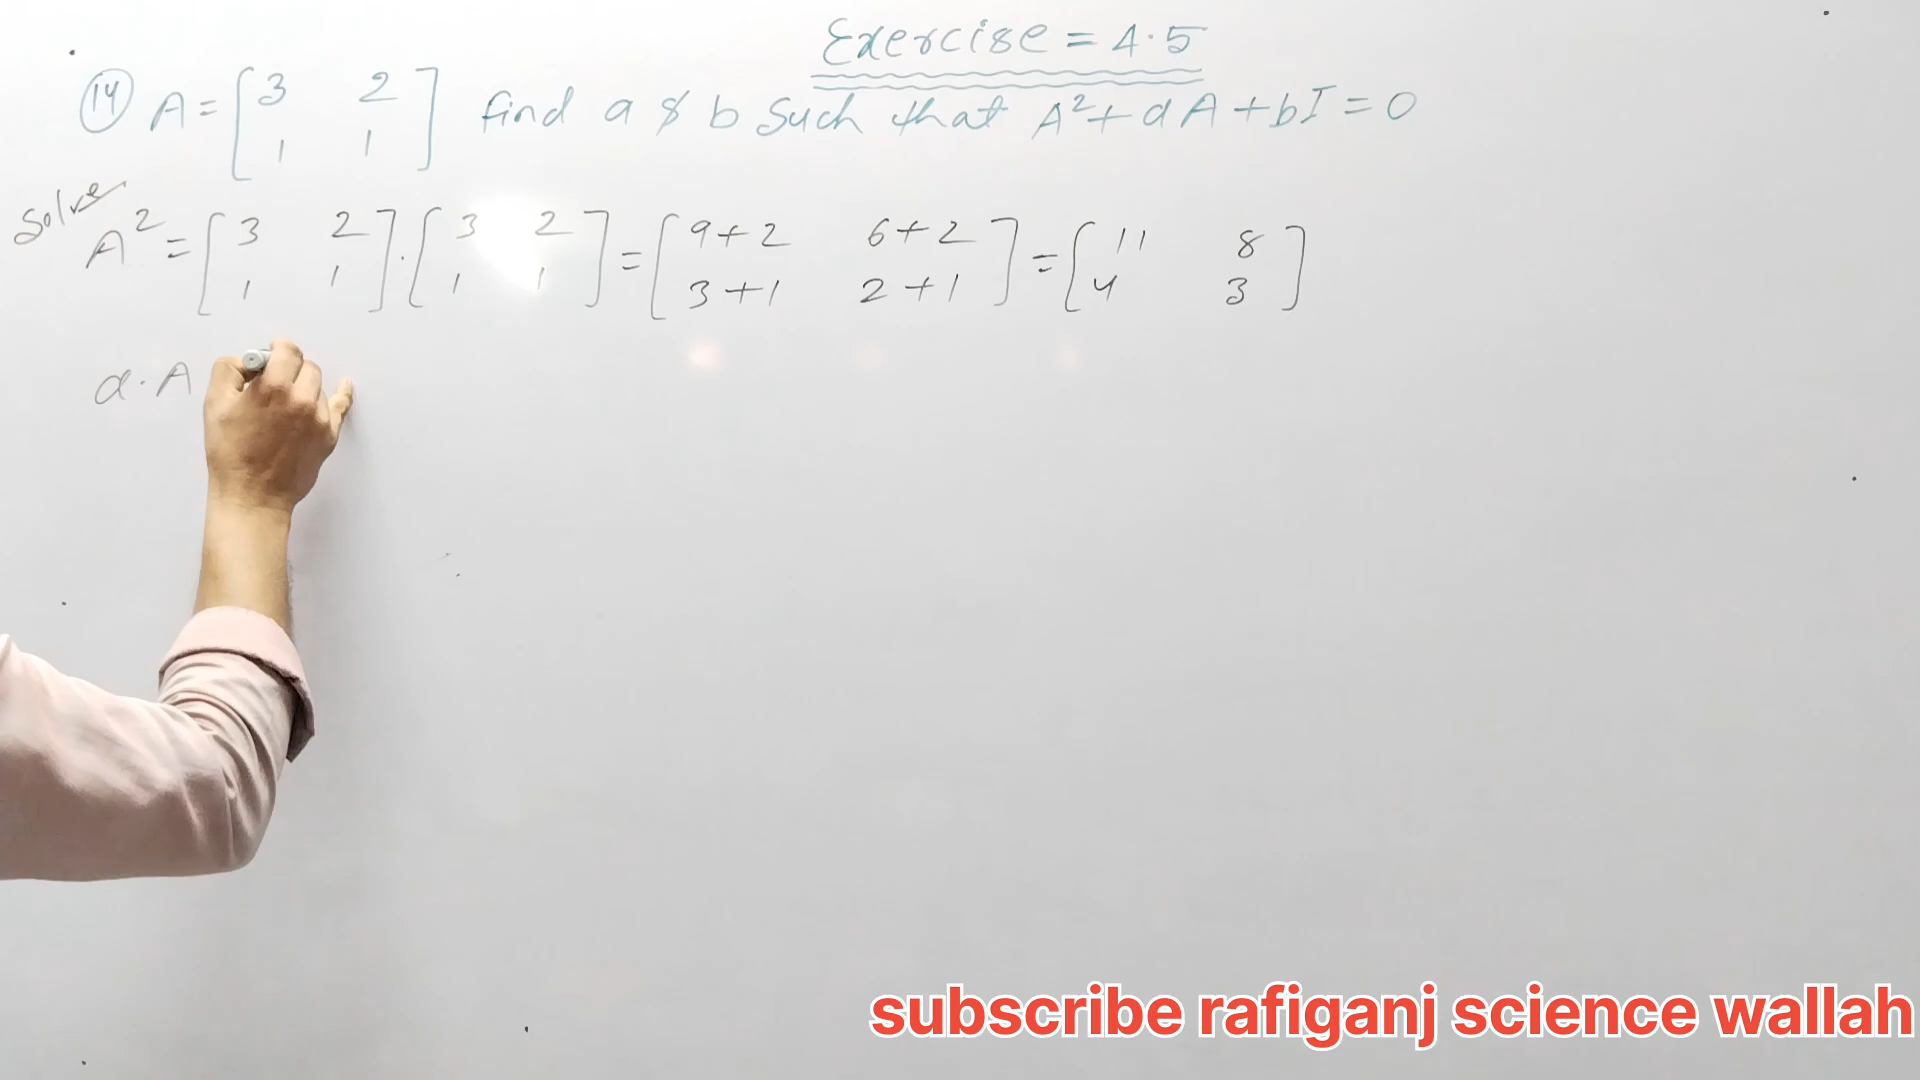 Exercise = 4.5
(14) A = [3 2 1 1] find a & b Such that A² + aA + bI = 0
Solve
A² = [3 2 1 1] . [3 2 1 1] = [9+2 6+2 3+1 2+1] = [11 8 4 3]
a.A
subscribe rafiganj science wallah